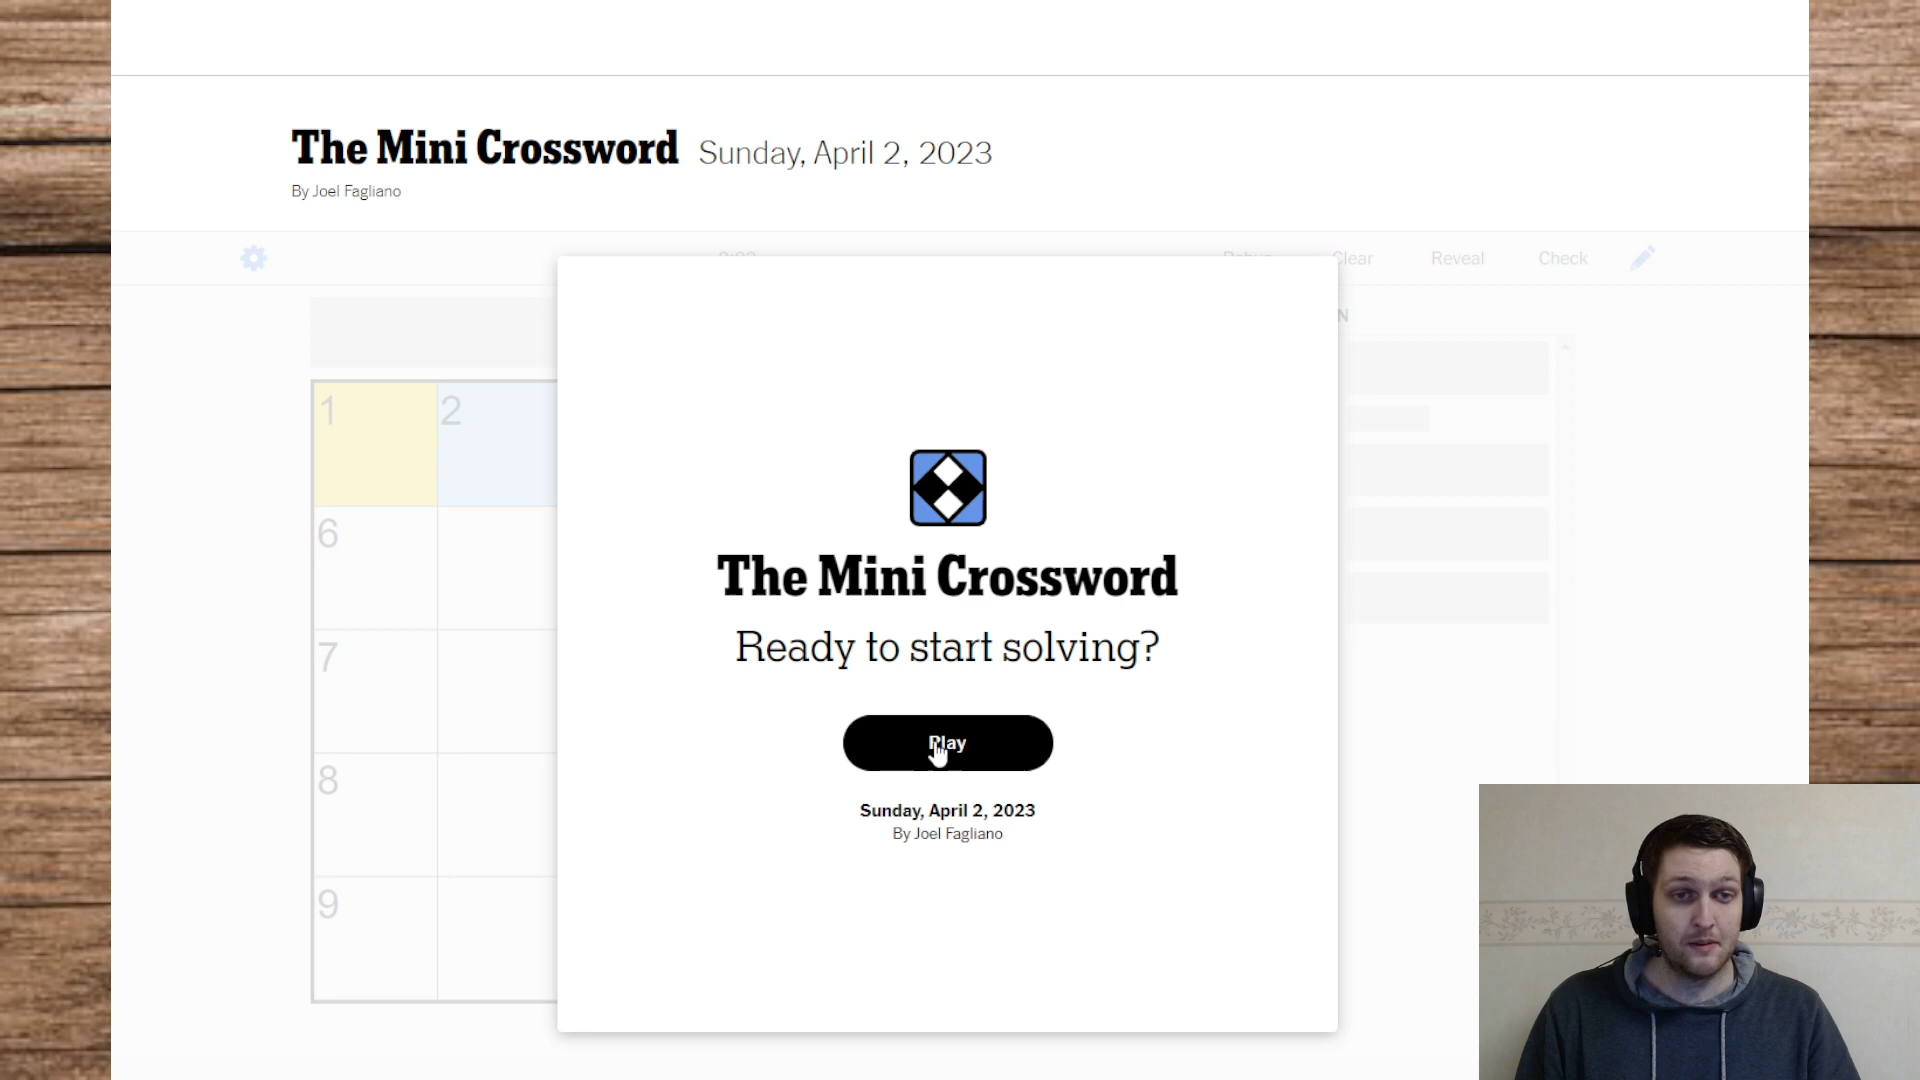 The Mini Crossword Sunday, April 2, 2023
By Joel Fagliano
Clear Reveal Check
1 2
6
7
8
9
The Mini Crossword
Ready to start solving?
Play
Sunday, April 2, 2023
By Joel Fagliano